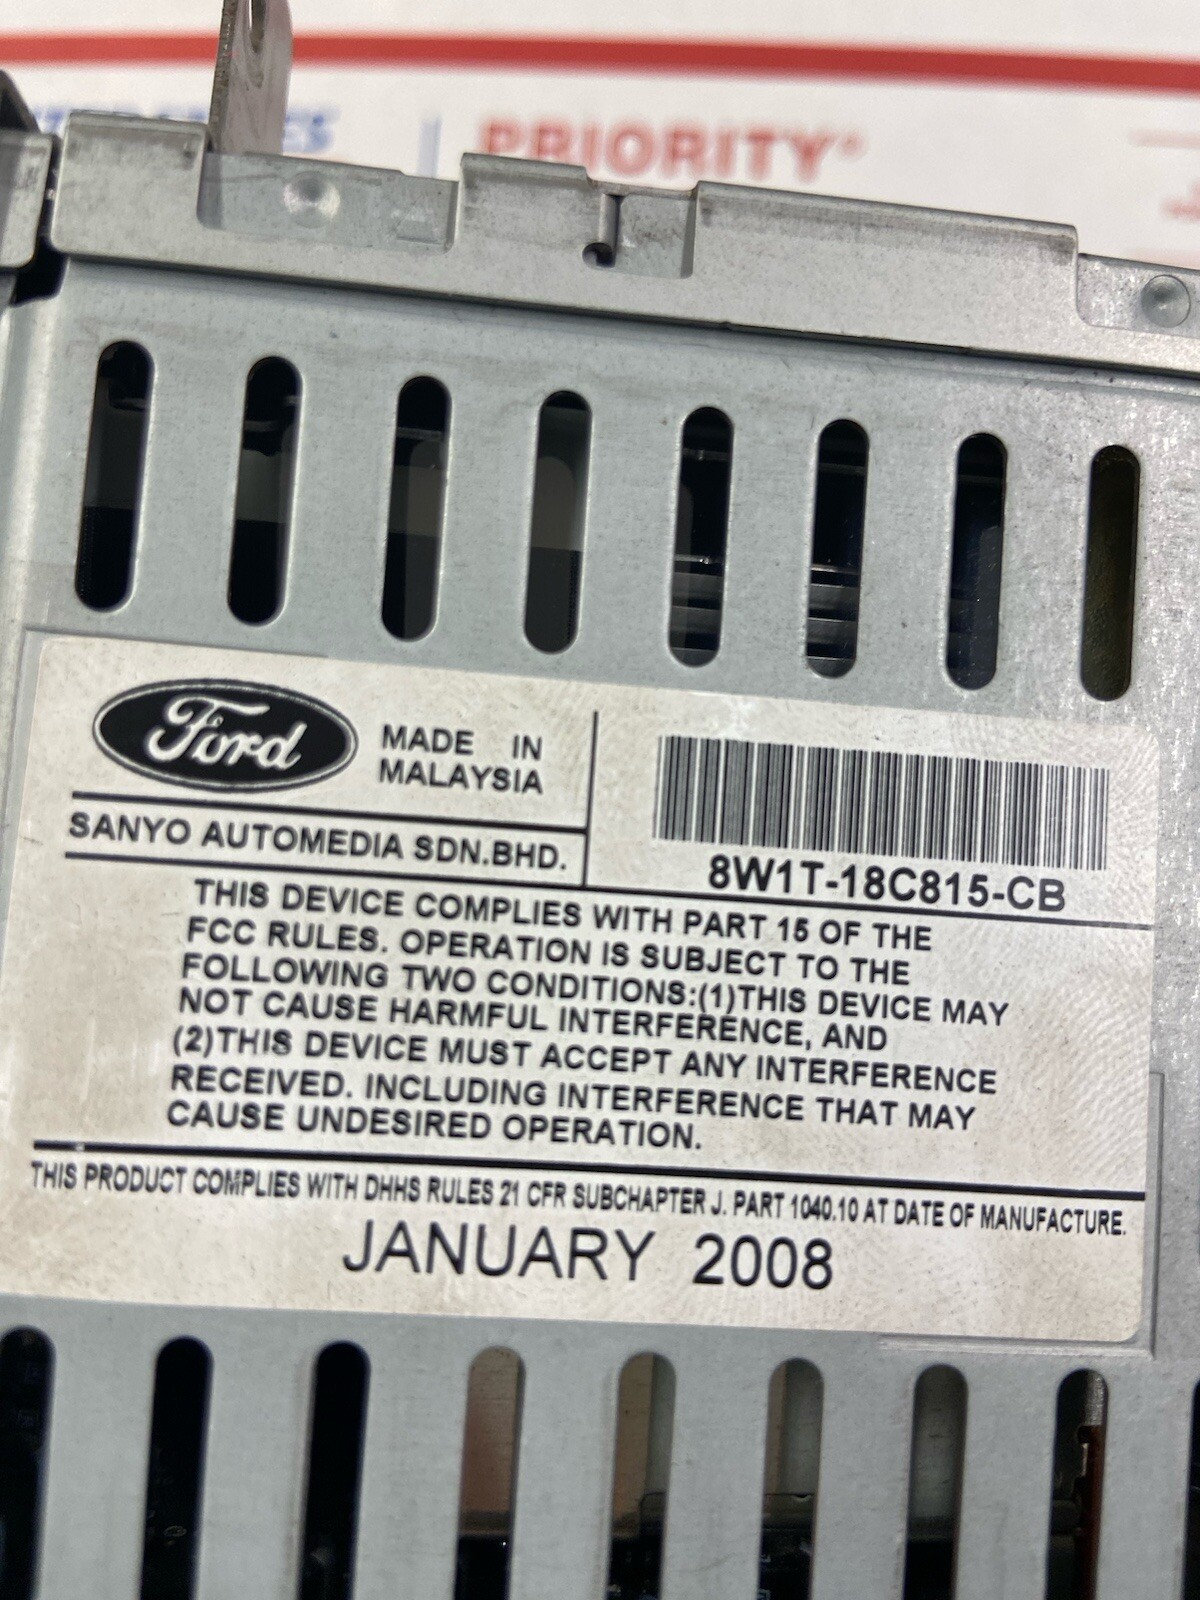 PRIORITY
Ford
MADE IN
MALAYSIA
SANYO AUTOMEDIA SDN.BHD.
8W1T-18C815-CB
THIS DEVICE COMPLIES WITH PART 15 OF THE
FCC RULES. OPERATION IS SUBJECT TO THE
FOLLOWING TWO CONDITIONS:(1)THIS DEVICE MAY
NOT CAUSE HARMFUL INTERFERENCE, AND
(2)THIS DEVICE MUST ACCEPT ANY INTERFERENCE
RECEIVED. INCLUDING INTERFERENCE THAT MAY
CAUSE UNDESIRED OPERATION.
THIS PRODUCT COMPLIES WITH DHHS RULES 21 CFR SUBCHAPTER J. PART 1040.10 AT DATE OF MANUFACTURE.
JANUARY 2008